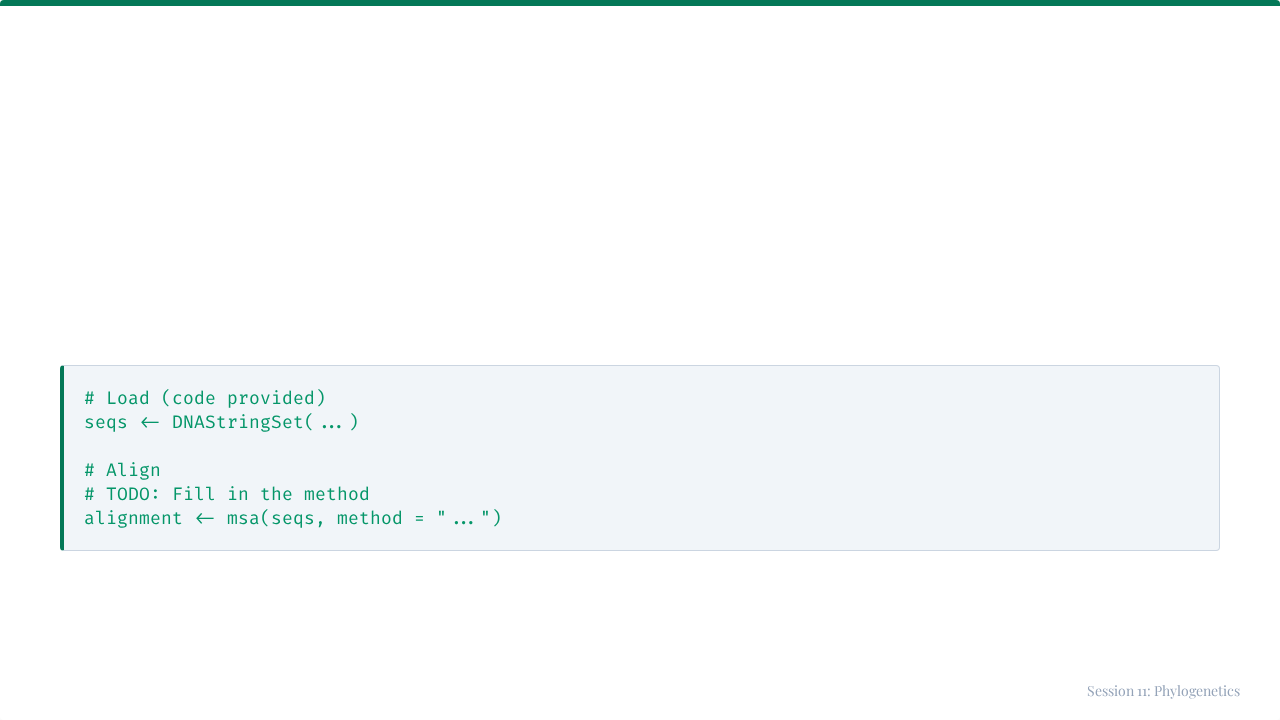 # Load (code provided)
seqs <- DNAStringSet(...)
# Align
# TODO: Fill in the method
alignment <- msa(seqs, method = "...")
Session 11: Phylogenetics